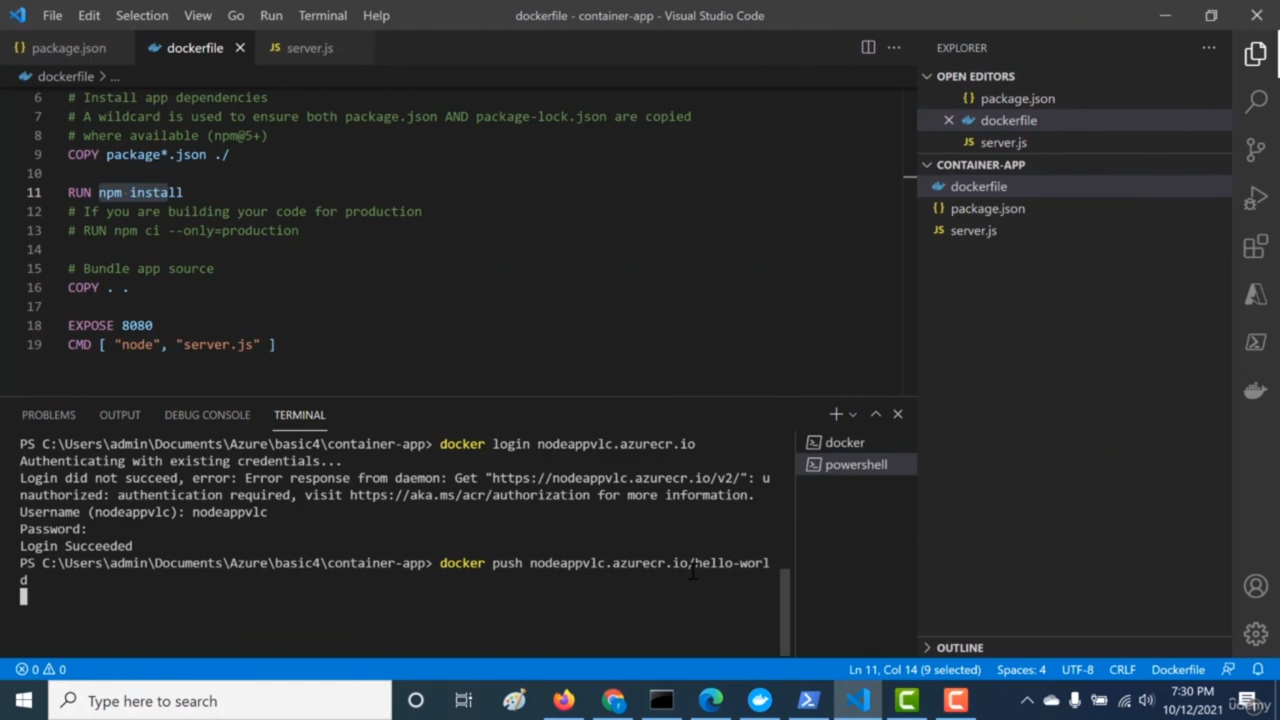 File Edit Selection View Go Run Terminal Help dockerfile - container-app - Visual Studio Code
{} package.json dockerfile × JS server.js ···
dockerfile > ...
6 # Install app dependencies
7 # A wildcard is used to ensure both package.json AND package-lock.json are copied
8 # where available (npm@5+)
9 COPY package*.json ./
10
11 RUN npm install
12 # If you are building your code for production
13 # RUN npm ci --only=production
14
15 # Bundle app source
16 COPY . .
17
18 EXPOSE 8080
19 CMD [ "node", "server.js" ]
EXPLORER ···
OPEN EDITORS
{} package.json
× dockerfile
JS server.js
CONTAINER-APP
dockerfile
{} package.json
JS server.js
OUTLINE
PROBLEMS OUTPUT DEBUG CONSOLE TERMINAL
PS C:\Users\admin\Documents\Azure\basic4\container-app> docker login nodeappvlc.azurecr.io
Authenticating with existing credentials...
Login did not succeed, error: Error response from daemon: Get "https://nodeappvlc.azurecr.io/v2/": u
nauthorized: authentication required, visit https://aka.ms/acr/authorization for more information.
Username (nodeappvlc): nodeappvlc
Password:
Login Succeeded
PS C:\Users\admin\Documents\Azure\basic4\container-app> docker push nodeappvlc.azurecr.io/hello-worl
d
docker
powershell
0 0 Ln 11, Col 14 (9 selected) Spaces: 4 UTF-8 CRLF Dockerfile
Type here to search
7:30 PM
10/12/2021
udemy